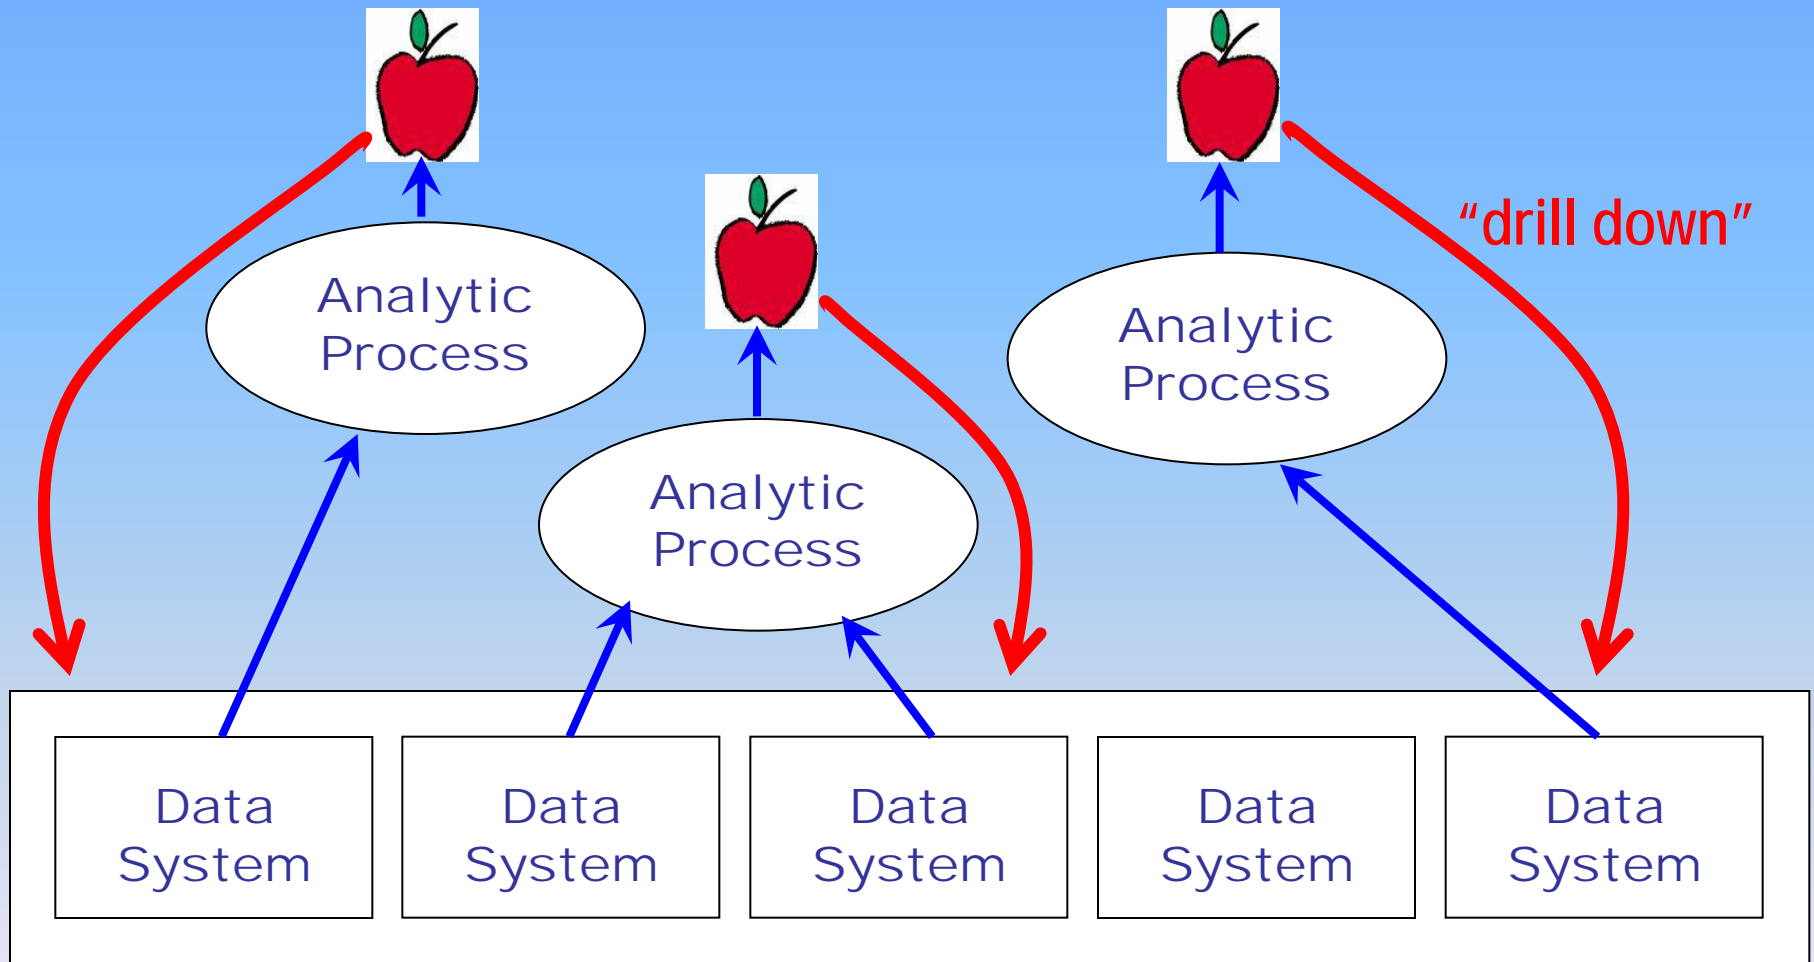 “drill down”
Analytic
Process
Analytic
Process
Analytic
Process
Data
System
Data
System
Data
System
Data
System
Data
System